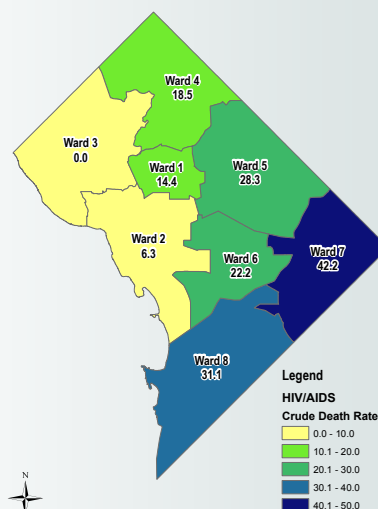 Ward 4
18.5
Ward 3
0.0
Ward 1
14.4
Ward 5
28.3
Ward 2
6.3
Ward 6
22.2
Ward 7
42.2
Ward 8
31.1
Legend
HIV/AIDS
Crude Death Rate
0.0 - 10.0
10.1 - 20.0
20.1 - 30.0
30.1 - 40.0
40.1 - 50.0
N